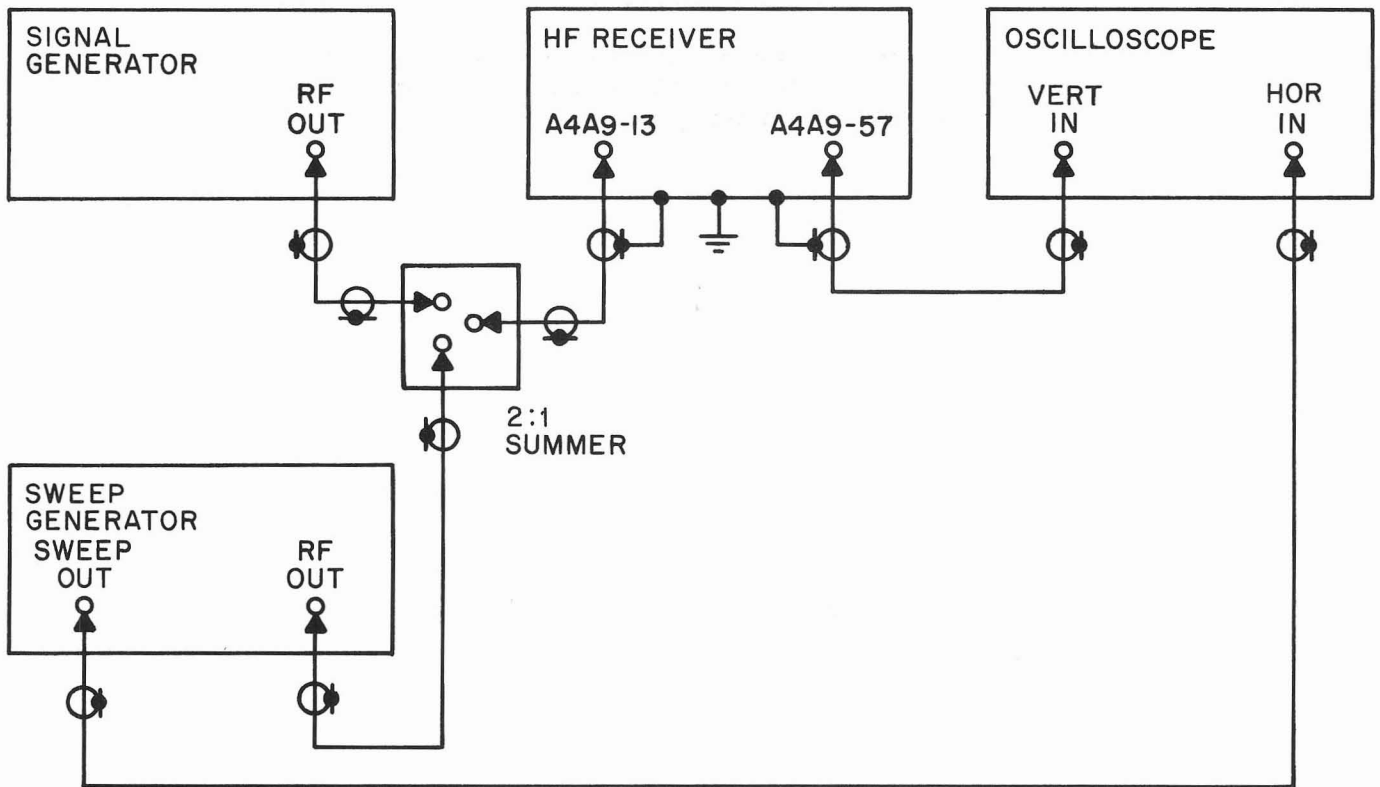 SIGNAL
GENERATOR
RF
OUT
HF RECEIVER
A4A9-13
A4A9-57
OSCILLOSCOPE
VERT
IN
HOR
IN
2:1
SUMMER
SWEEP
GENERATOR
SWEEP
OUT
RF
OUT